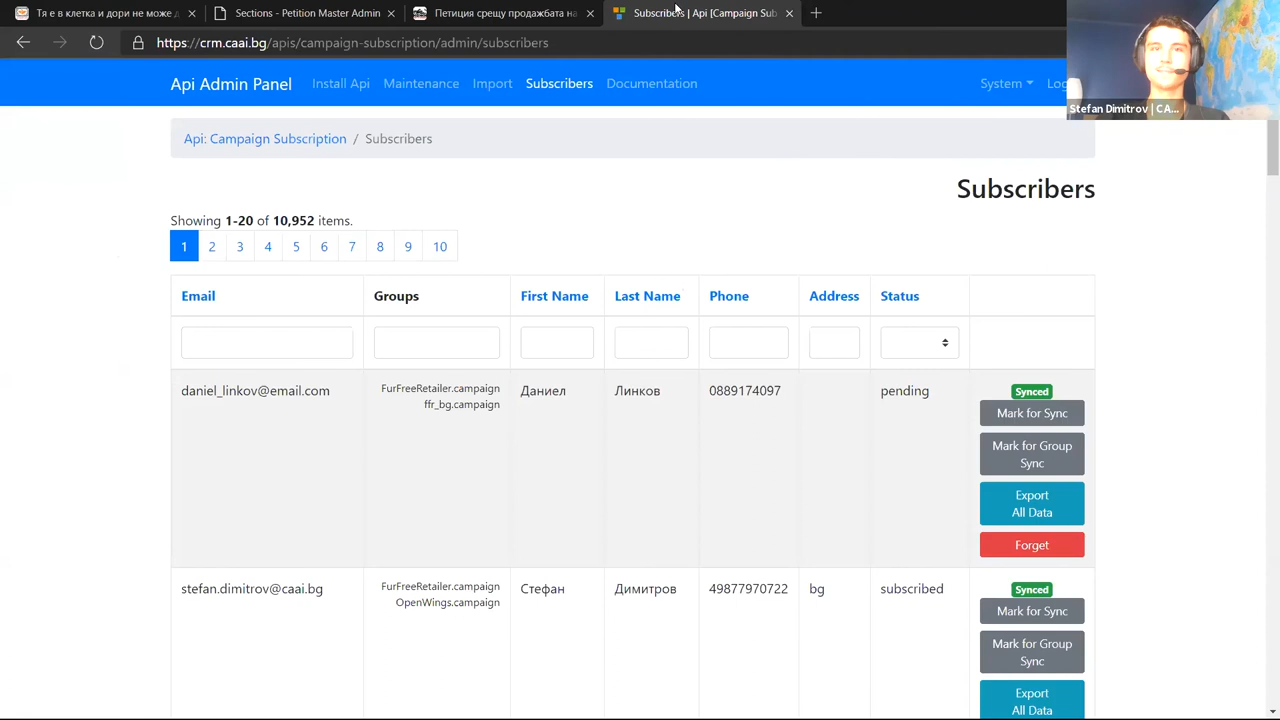 Тя е в клетка и дори не може д
Sections - Petition Master Admin
Петиция срещу продажбата на
Subscribers | Api [Campaign Sub
https://crm.caai.bg/apis/campaign-subscription/admin/subscribers
Api Admin Panel
Install Api
Maintenance
Import
Subscribers
Documentation
System
Log
Stefan Dimitrov | CA...
Api: Campaign Subscription / Subscribers
Subscribers
Showing 1-20 of 10,952 items.
1 2 3 4 5 6 7 8 9 10
Email Groups First Name Last Name Phone Address Status
daniel_linkov@email.com
FurFreeRetailer.campaign
ffr_bg.campaign
Даниел
Линков
0889174097
pending
Synced
Mark for Sync
Mark for Group
Sync
Export
All Data
Forget
stefan.dimitrov@caai.bg
FurFreeRetailer.campaign
OpenWings.campaign
Стефан
Димитров
49877970722
bg
subscribed
Synced
Mark for Sync
Mark for Group
Sync
Export
All Data